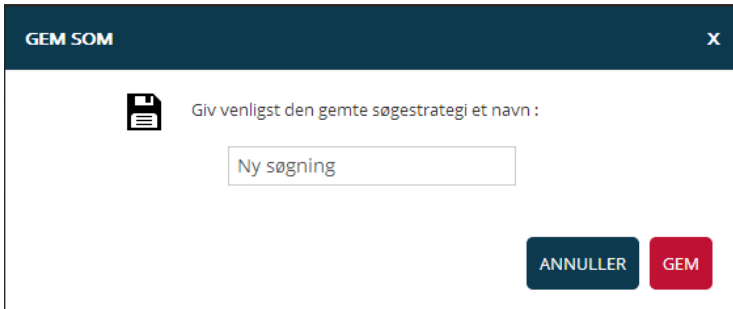 GEM SOM
X
Giv venligst den gemte søgestrategi et navn :
Ny søgning
ANNULLER
GEM